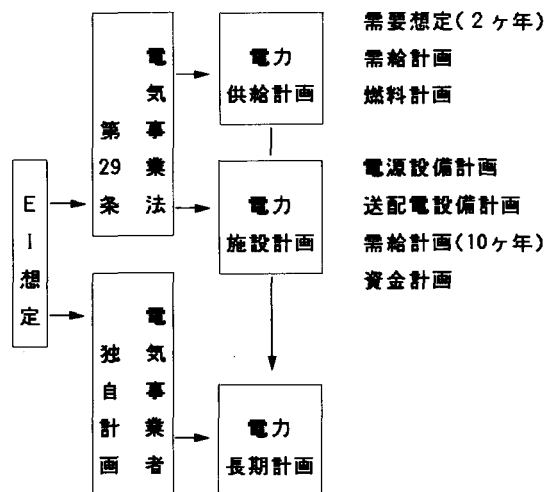 EI想定
電気事業法
第29条
電気事業者
独自計画
電力
供給計画
電力
施設計画
電力
長期計画
需要想定(2ヶ年)
需給計画
燃料計画
電源設備計画
送配電設備計画
需給計画(10ヶ年)
資金計画